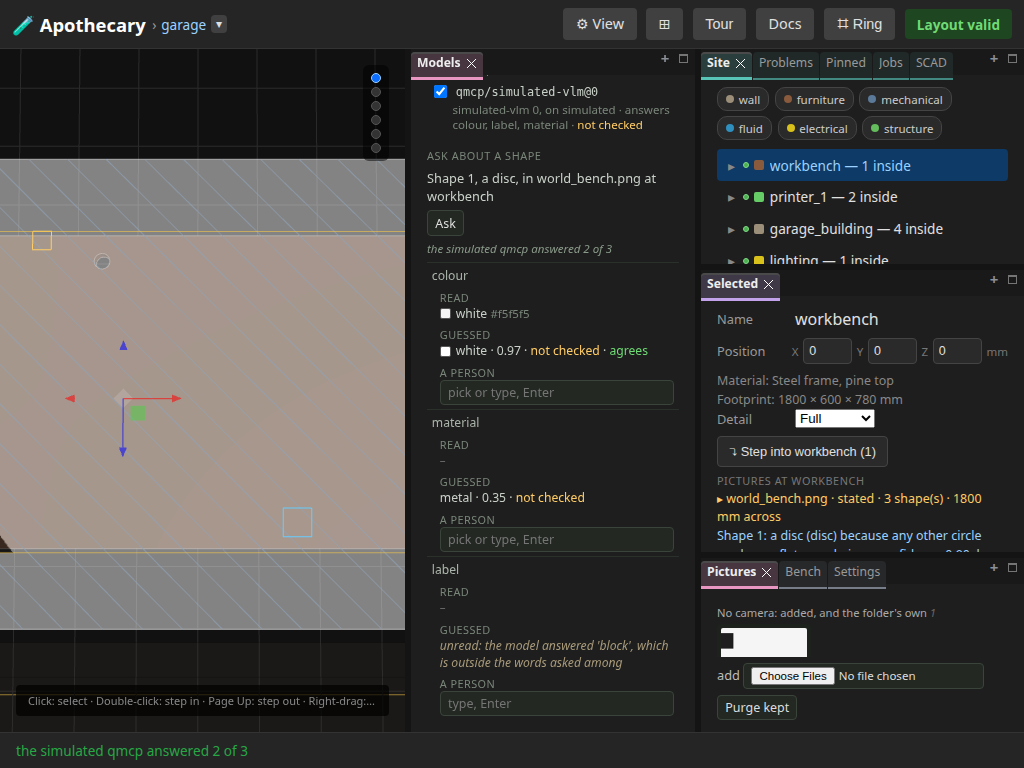 Apothecary › garage ▾
⚙ View
⊞
Tour
Docs
⌗ Ring
Layout valid
Click: select · Double-click: step in · Page Up: step out · Right-drag:...
Models
qmcp/simulated-vlm@0
simulated-vlm 0, on simulated · answers
colour, label, material · not checked
ASK ABOUT A SHAPE
Shape 1, a disc, in world_bench.png at
workbench
Ask
the simulated qmcp answered 2 of 3
colour
READ
white #f5f5f5
GUESSED
white · 0.97 · not checked · agrees
A PERSON
pick or type, Enter
material
READ
–
GUESSED
metal · 0.35 · not checked
A PERSON
pick or type, Enter
label
READ
–
GUESSED
unread: the model answered 'block', which
is outside the words asked among
A PERSON
type, Enter
Site
Problems
Pinned
Jobs
SCAD
wall
furniture
mechanical
fluid
electrical
structure
workbench — 1 inside
printer_1 — 2 inside
garage_building — 4 inside
lighting — 1 inside
Selected
Name workbench
Position X 0 Y 0 Z 0 mm
Material: Steel frame, pine top
Footprint: 1800 × 600 × 780 mm
Detail Full
↴ Step into workbench (1)
PICTURES AT WORKBENCH
▸ world_bench.png · stated · 3 shape(s) · 1800
mm across
Shape 1: a disc (disc) because any other circle
Pictures
Bench
Settings
No camera: added, and the folder's own 1
add Choose Files No file chosen
Purge kept
the simulated qmcp answered 2 of 3